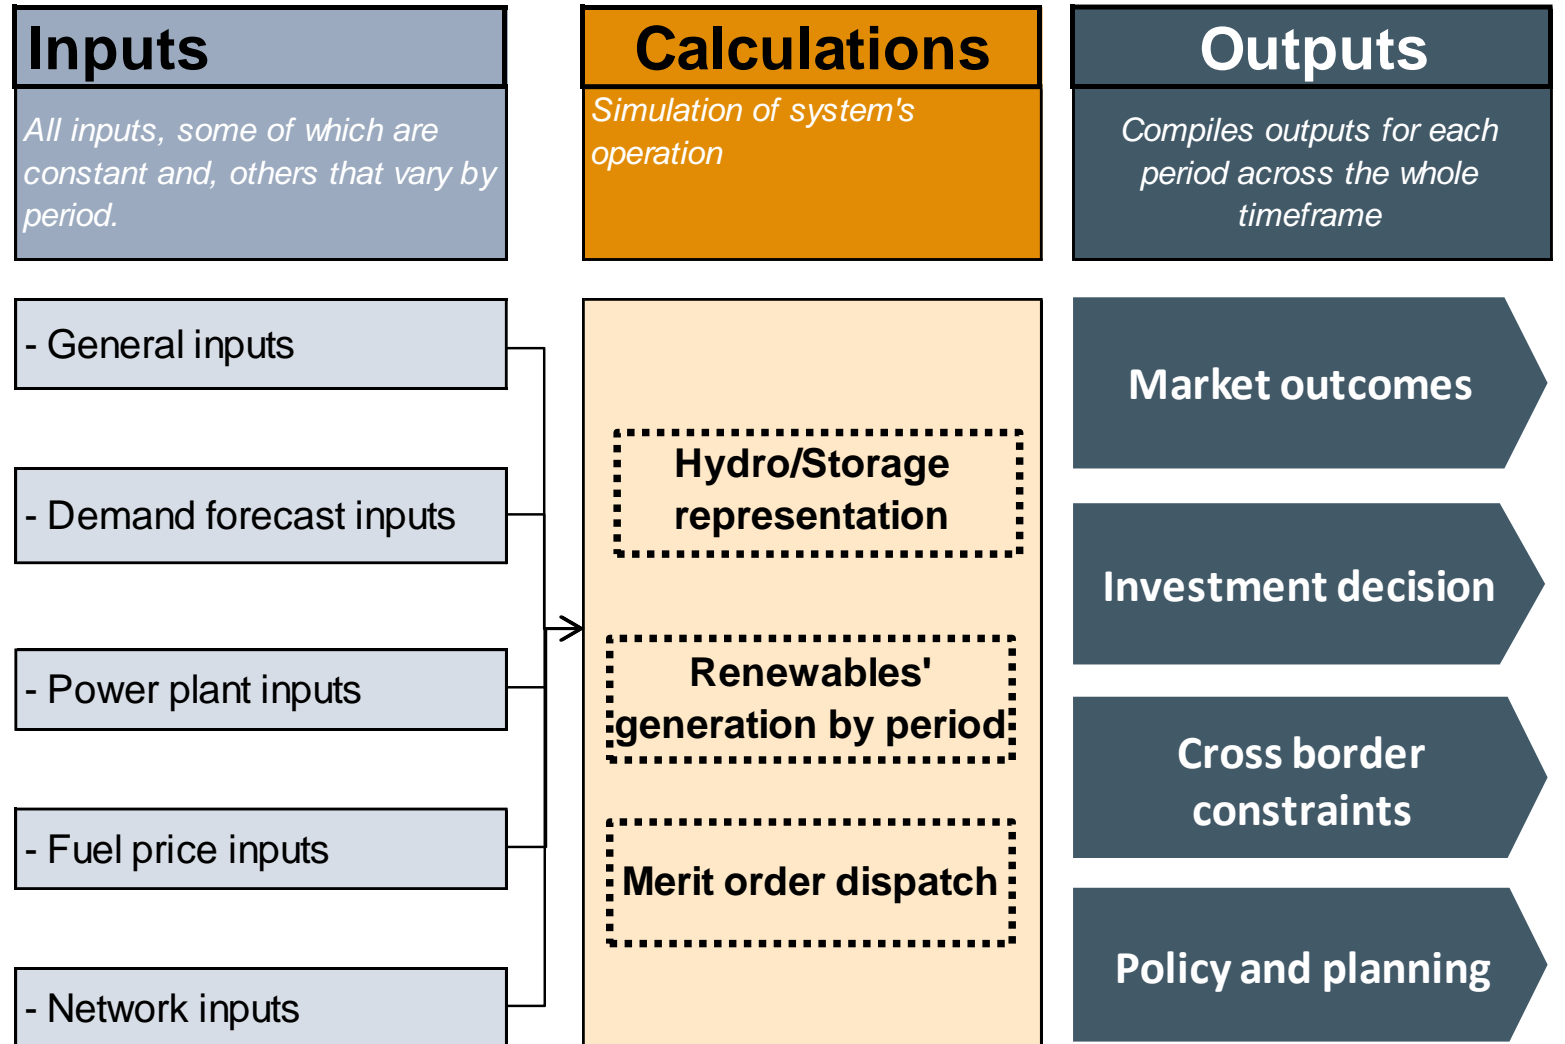 Inputs
All inputs, some of which are
constant and, others that vary by
period.
- General inputs
- Demand forecast inputs
- Power plant inputs
- Fuel price inputs
- Network inputs
Calculations
Simulation of system's
operation
Hydro/Storage
representation
Renewables'
generation by period
Merit order dispatch
Outputs
Compiles outputs for each
period across the whole
timeframe
Market outcomes
Investment decision
Cross border
constraints
Policy and planning